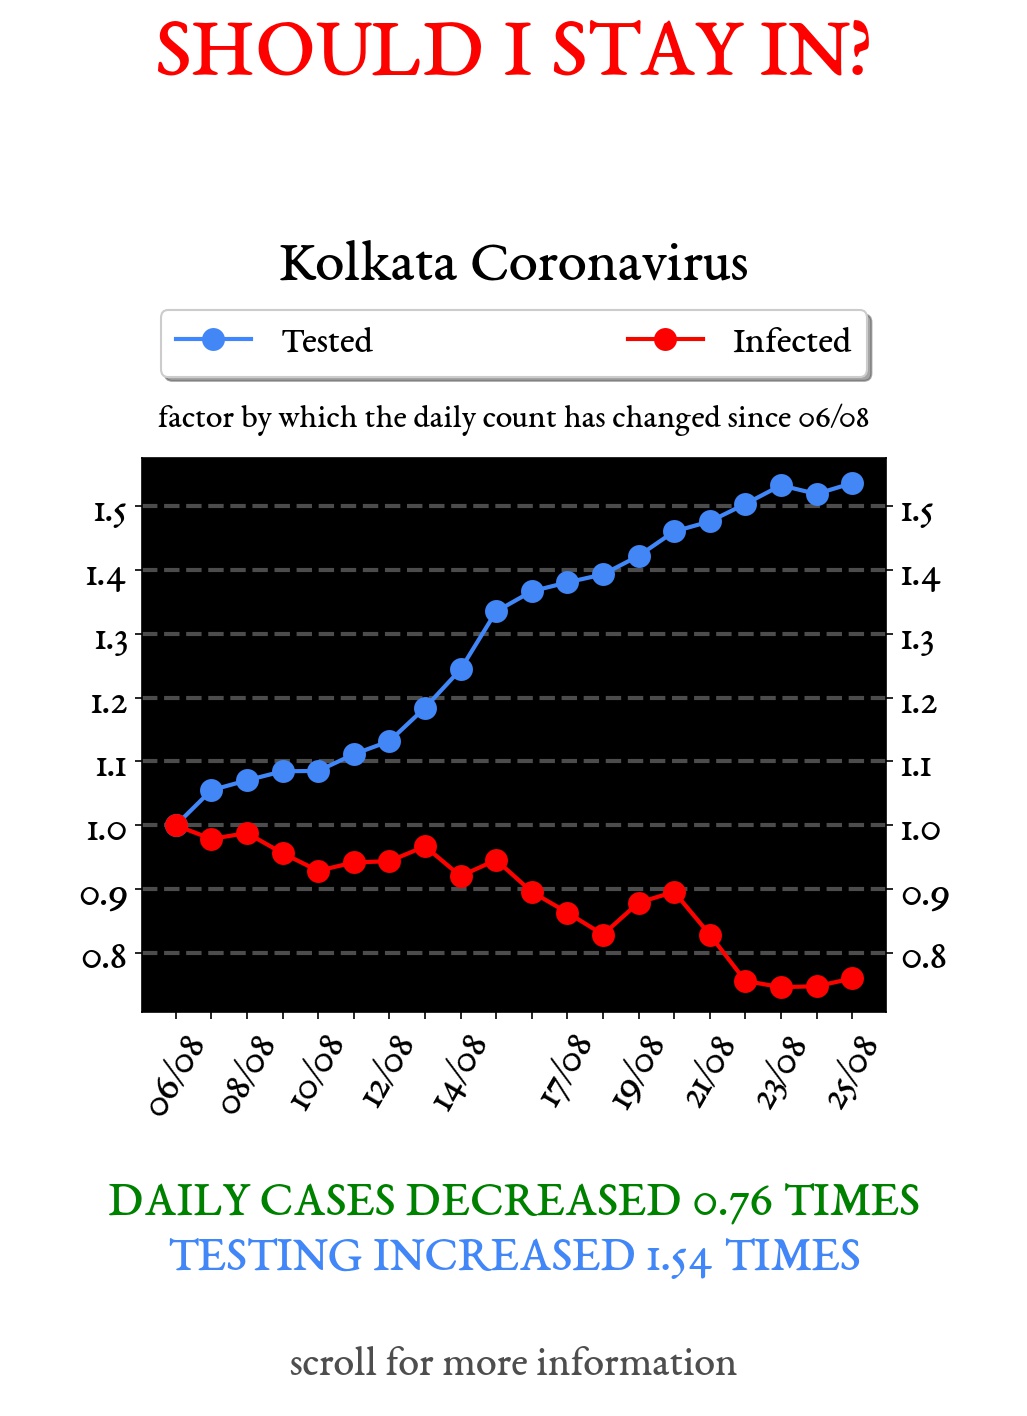 SHOULD I STAY IN?
Kolkata Coronavirus
Tested Infected
factor by which the daily count has changed since 06/08
1.5 1.5
1.4 1.4
1.3 1.3
1.2 1.2
1.1 1.1
1.0 1.0
0.9 0.9
0.8 0.8
06/08 08/08 10/08 12/08 14/08 17/08 19/08 21/08 23/08 25/08
DAILY CASES DECREASED 0.76 TIMES
TESTING INCREASED 1.54 TIMES
scroll for more information